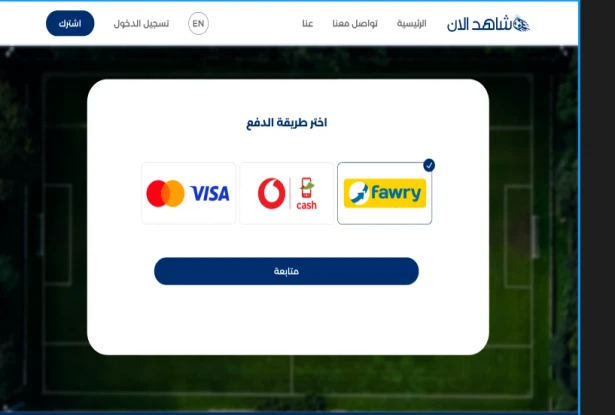 شاهد الان
الرئيسية
تواصل معنا
عنا
EN
تسجيل الدخول
اشترك
اختر طريقة الدفع
fawry
cash
VISA
متابعة